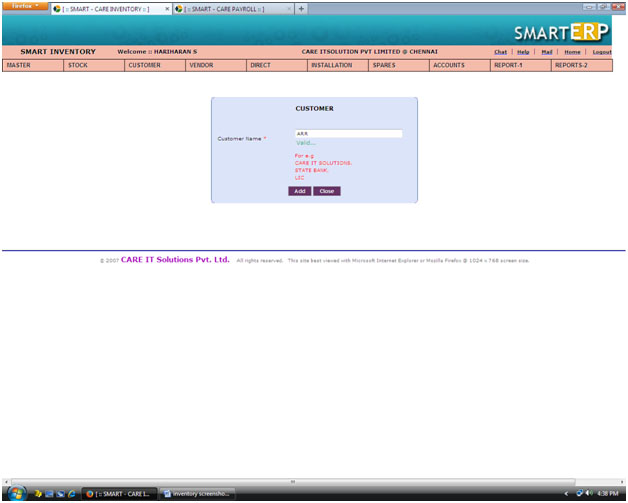 Firefox
[ :: SMART - CARE INVENTORY :: ] × [ :: SMART - CARE PAYROLL :: ] × +
SMARTERP
SMART INVENTORY Welcome :: HARIHARAN S CARE ITSOLUTION PVT LIMITED @ CHENNAI Chat | Help | Mail | Home | Logout
MASTER STOCK CUSTOMER VENDOR DIRECT INSTALLATION SPARES ACCOUNTS REPORT-1 REPORTS-2
CUSTOMER
Customer Name * ARR
Valid...
For e:g
CARE IT SOLUTIONS,
STATE BANK,
LIC
Add Close
© 2007 CARE IT Solutions Pvt. Ltd. All rights reserved. This site best viewed with Microsoft Internet Explorer or Mozilla Firefox @ 1024 x 768 screen size.
[ :: SMART - CARE I... inventory screensho... 4:38 PM